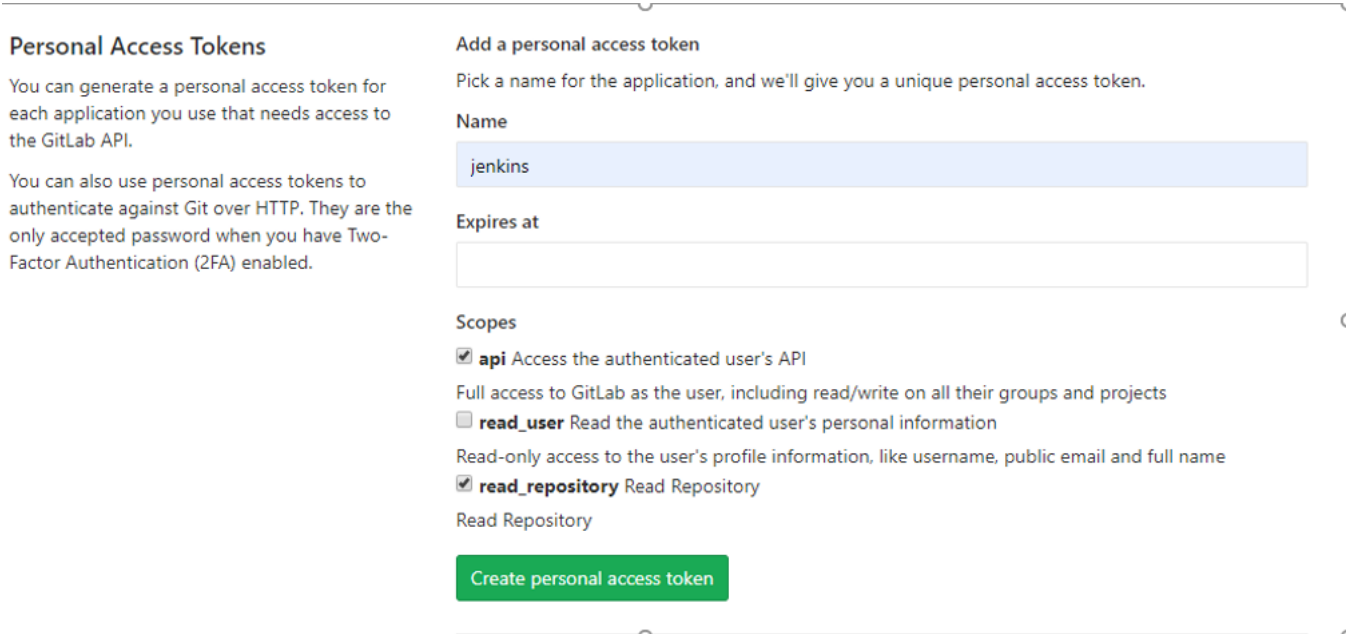 Personal Access Tokens
You can generate a personal access token for
each application you use that needs access to
the GitLab API.
You can also use personal access tokens to
authenticate against Git over HTTP. They are the
only accepted password when you have Two-
Factor Authentication (2FA) enabled.
Add a personal access token
Pick a name for the application, and we'll give you a unique personal access token.
Name
jenkins
Expires at
Scopes
api Access the authenticated user's API
Full access to GitLab as the user, including read/write on all their groups and projects
read_user Read the authenticated user's personal information
Read-only access to the user's profile information, like username, public email and full name
read_repository Read Repository
Read Repository
Create personal access token